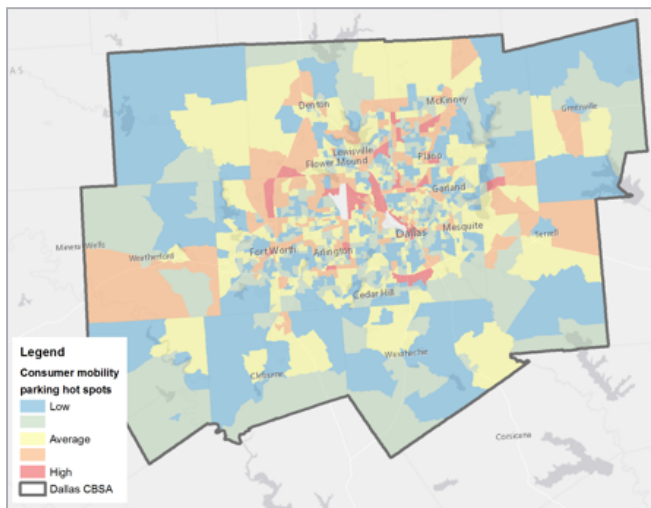 A S
Denton
McKinney
Greenville
Lewisville
Flower Mound
Plano
Garland
Mineral Wells
Weatherford
Fort Worth
Arlington
Dallas
Mesquite
Terrell
Cedar Hill
Waxahachie
Cleburne
Corsicana
Legend
Consumer mobility
parking hot spots
Low
Average
High
Dallas CBSA